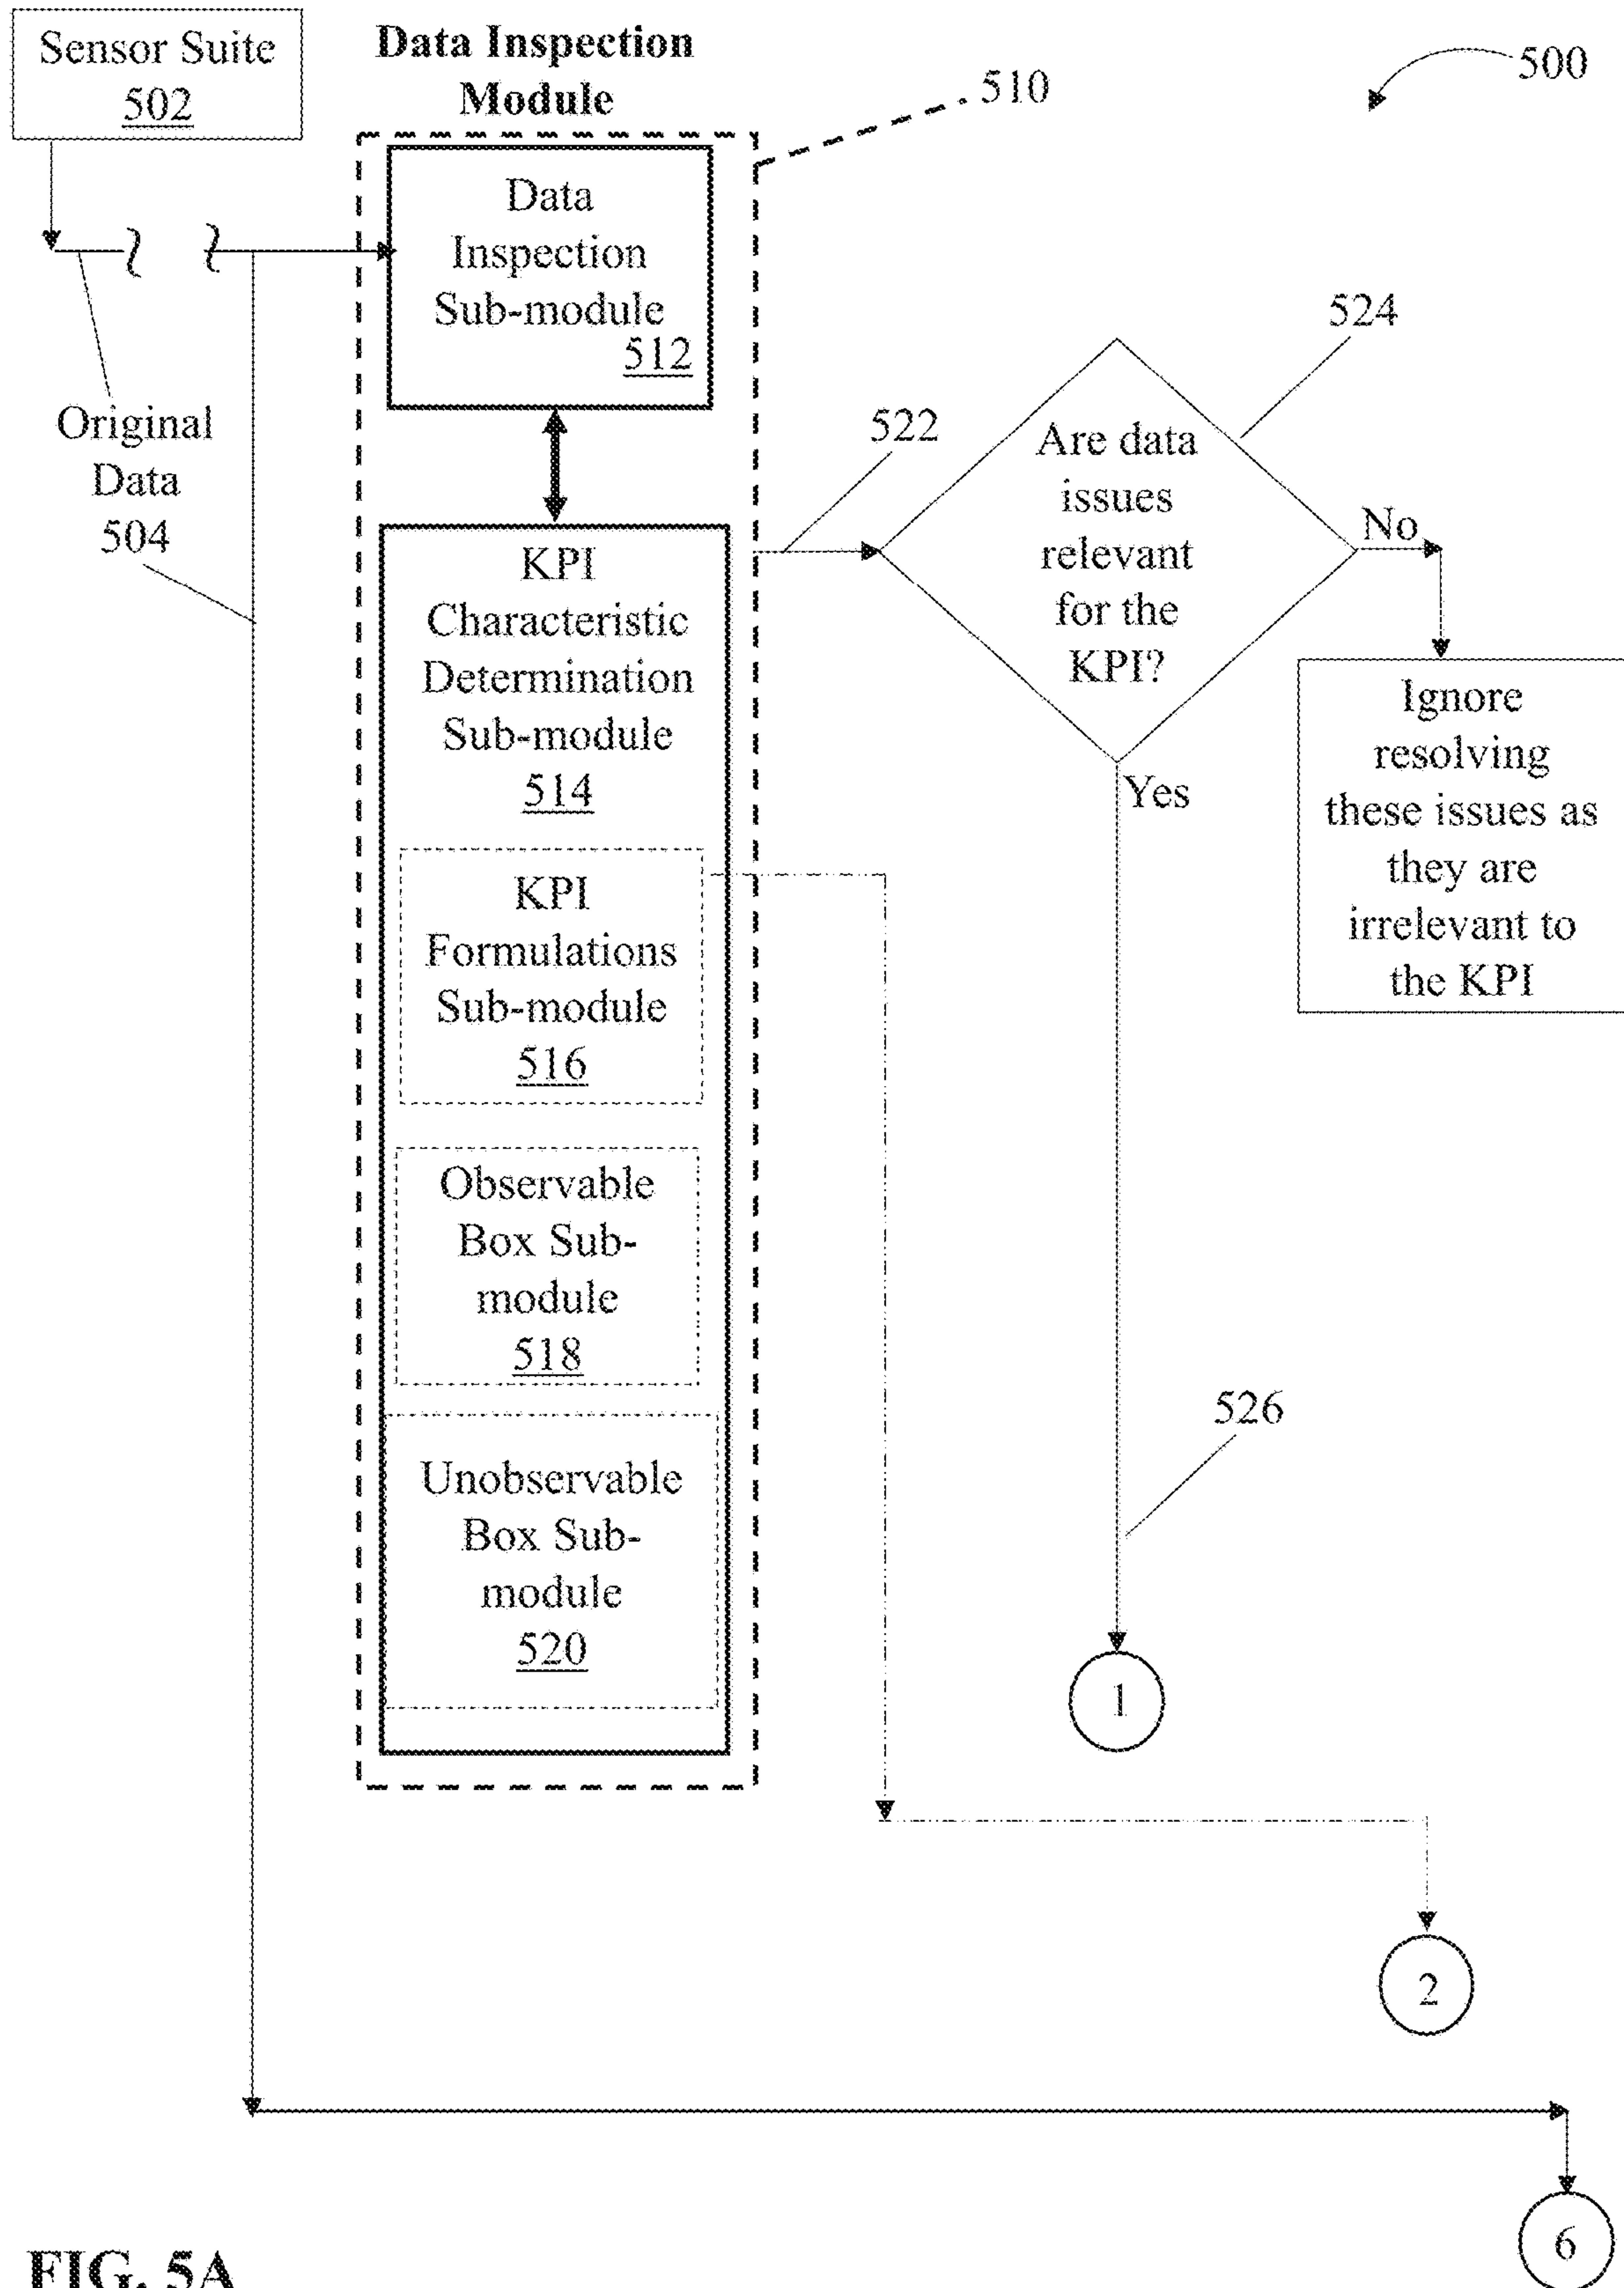 Sensor Suite
502
Data Inspection
Module
510
500
Data
Inspection
Sub-module
512
Original
Data
504
522
524
Are data
issues
relevant
for the
KPI?
No
Yes
Ignore
resolving
these issues as
they are
irrelevant to
the KPI
KPI
Characteristic
Determination
Sub-module
514
KPI
Formulations
Sub-module
516
Observable
Box Sub-
module
518
Unobservable
Box Sub-
module
520
526
1
2
6
FIG. 5A